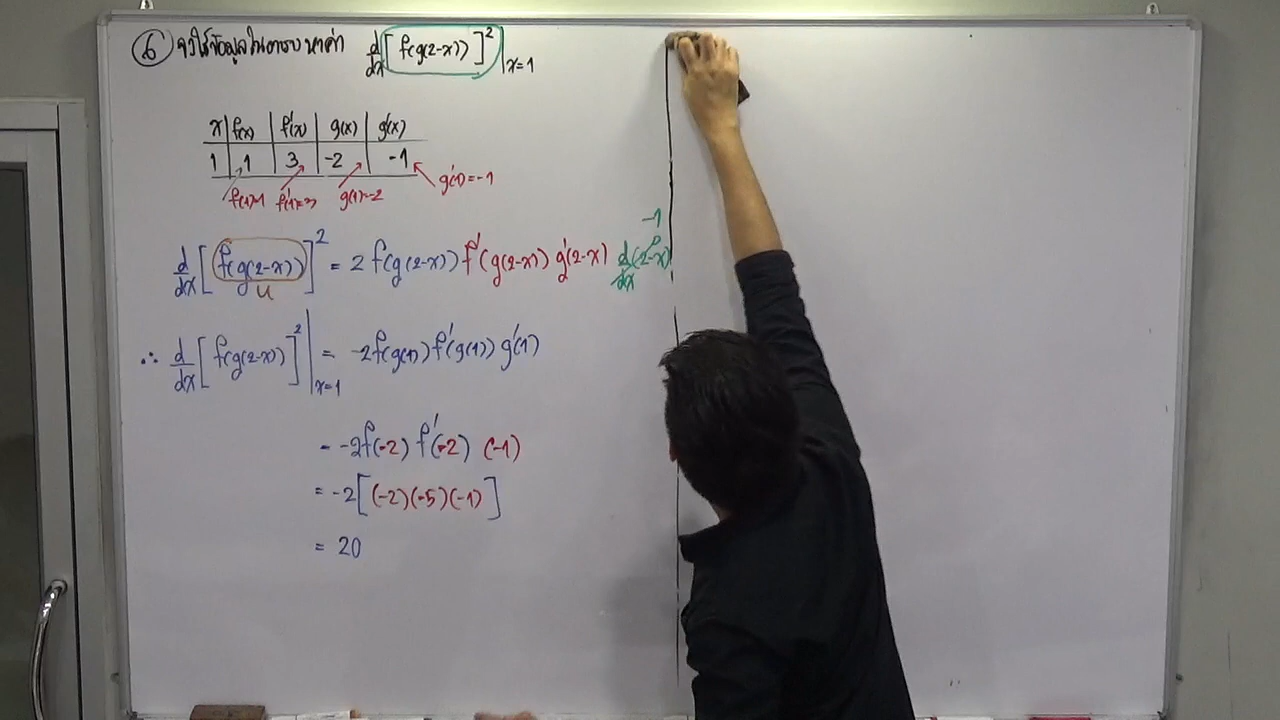 ⑥ จงใช้ข้อมูลในตาราง หาค่า d/dx [f(g(2-x))]²|x=1
x f(x) f'(x) g(x) g'(x)
1 1 3 -2 -1
f(1)=1 f'(1)=3 g(1)=-2 g'(1)=-1
d/dx [f(g(2-x))]² = 2 f(g(2-x)) f'(g(2-x)) g'(2-x) d/dx (2-x) -1
u
∴ d/dx [f(g(2-x))]²|x=1 = -2f(g(1)) f'(g(1)) g'(1)
= -2f(-2) f'(-2) (-1)
= -2[(-2)(-5)(-1)]
= 20